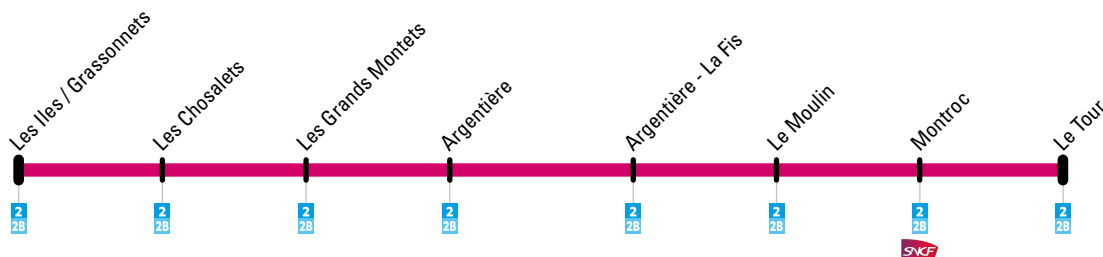 Les Iles / Grassonnets
Les Chosalets
Les Grands Montets
Argentière
Argentière - La Fis
Le Moulin
Montroc
Le Tour
2
2B
2
2B
2
2B
2
2B
2
2B
2
2B
2
2B
2
2B
SNCF